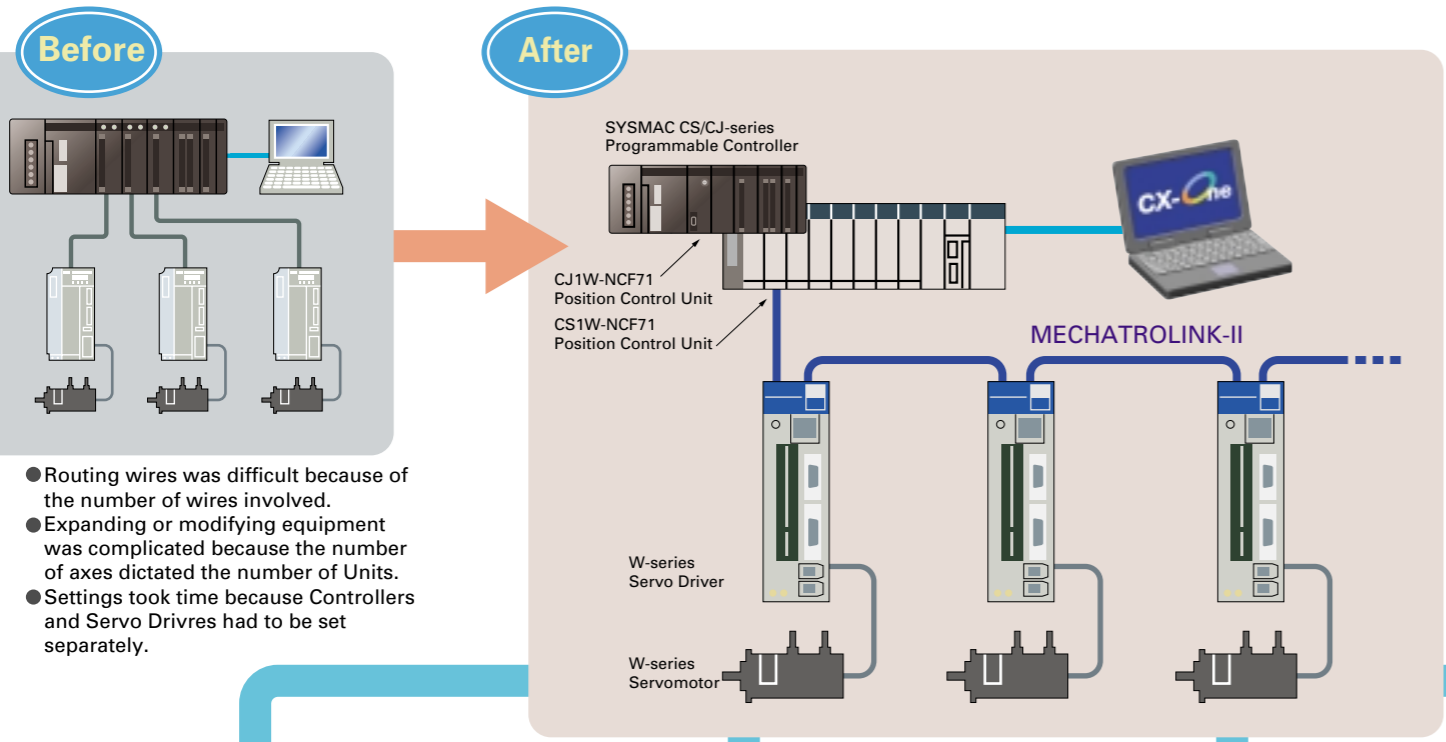 Before
After
SYSMAC CS/CJ-series
Programmable Controller
CX-One
CJ1W-NCF71
Position Control Unit
CS1W-NCF71
Position Control Unit
MECHATROLINK-II
●Routing wires was difficult because of
the number of wires involved.
●Expanding or modifying equipment
was complicated because the number
of axes dictated the number of Units.
●Settings took time because Controllers
and Servo Drivres had to be set
separately.
W-series
Servo Driver
W-series
Servomotor